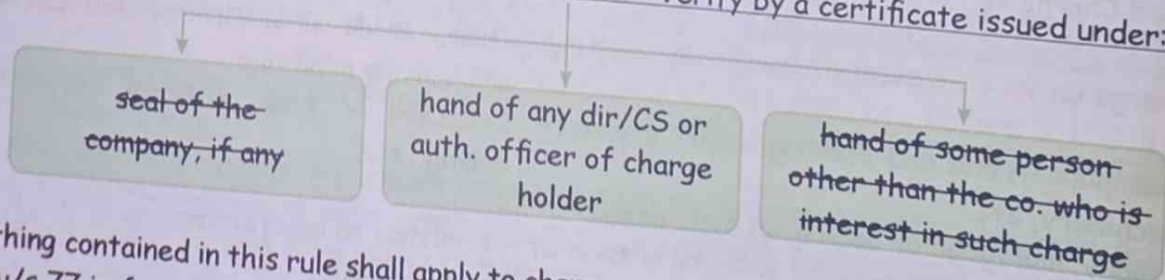 by a certificate issued under:
seal of the
company, if any
hand of any dir/CS or
auth. officer of charge
holder
hand of some person
other than the co. who is
interest in such charge
contained in this rule shall apply to